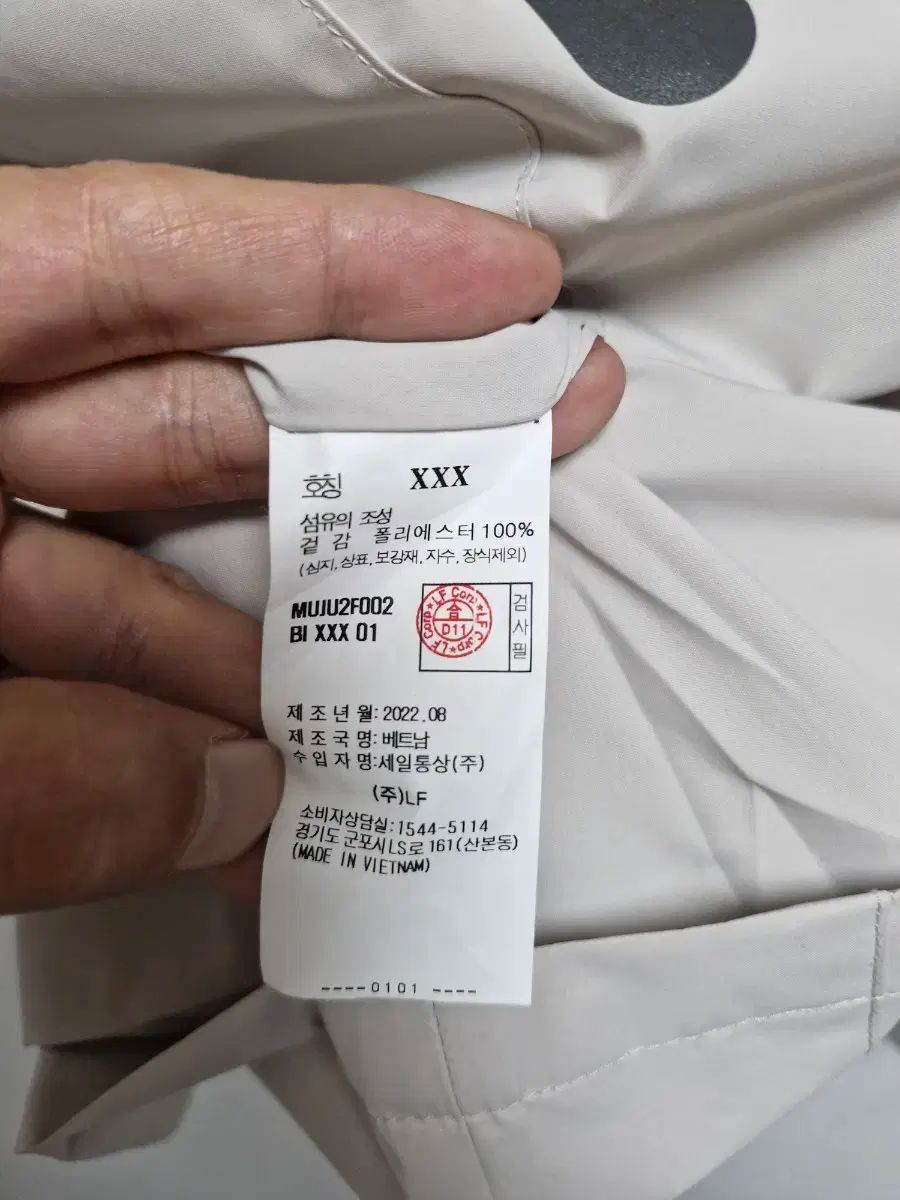 호칭 XXX
섬유의 조성
겉 감 폴리에스터 100%
(심지, 상표, 보강재, 자수, 장식제외)
MUJU2F002
BI XXX 01
LF Corp★LF Corp★LF Corp★
合
D11
검사필
제 조 년 월: 2022.08
제 조 국 명: 베트남
수 입 자 명:세일통상(주)
(주)LF
소비자상담실:1544-5114
경기도 군포시LS로 161(산본동)
(MADE IN VIETNAM)
----0101 ----